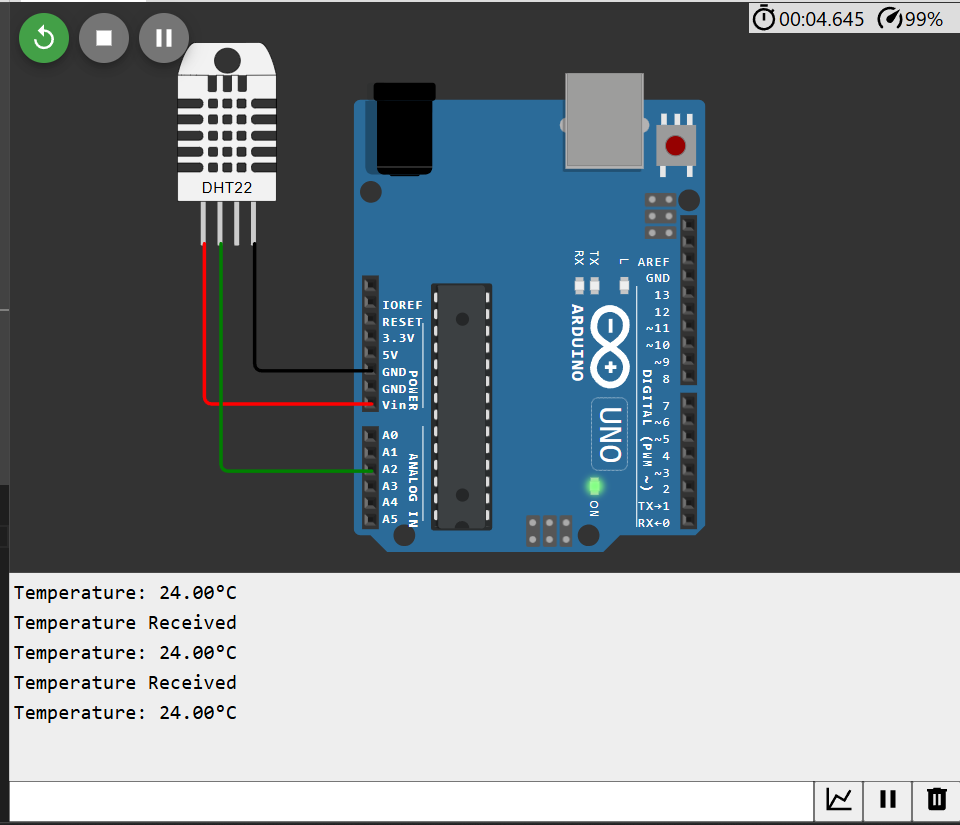 00:04.645 99%
DHT22
RX
TX
L
AREF
GND
13
12
~11
~10
~9
8
7
~6
~5
4
~3
2
TX→1
RX←0
DIGITAL (PWM ~)
IOREF
RESET
3.3V
5V
GND
GND
Vin
POWER
A0
A1
A2
A3
A4
A5
ANALOG IN
ARDUINO
UNO
ON
Temperature: 24.00°C
Temperature Received
Temperature: 24.00°C
Temperature Received
Temperature: 24.00°C